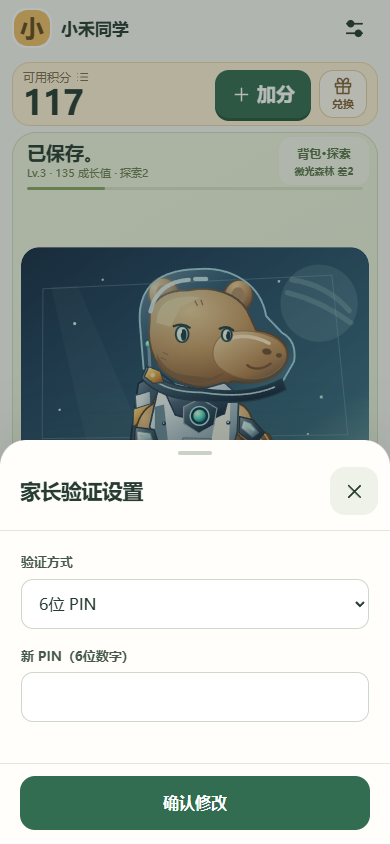 小
小禾同学
可用积分
117
加分
兑换
已保存。
Lv.3 · 135 成长值 · 探索2
背包·探索
微光森林 差2
家长验证设置
验证方式
6位 PIN
新 PIN（6位数字）
确认修改